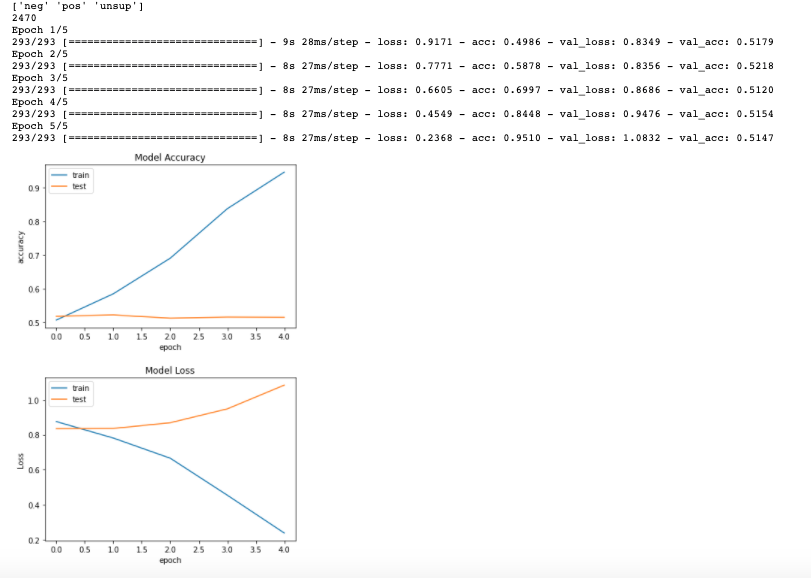 ['neg' 'pos' 'unsup']
2470
Epoch 1/5
293/293 [==============================] - 9s 28ms/step - loss: 0.9171 - acc: 0.4986 - val_loss: 0.8349 - val_acc: 0.5179
Epoch 2/5
293/293 [==============================] - 8s 27ms/step - loss: 0.7771 - acc: 0.5878 - val_loss: 0.8356 - val_acc: 0.5218
Epoch 3/5
293/293 [==============================] - 8s 27ms/step - loss: 0.6605 - acc: 0.6997 - val_loss: 0.8686 - val_acc: 0.5120
Epoch 4/5
293/293 [==============================] - 8s 27ms/step - loss: 0.4549 - acc: 0.8448 - val_loss: 0.9476 - val_acc: 0.5154
Epoch 5/5
293/293 [==============================] - 8s 27ms/step - loss: 0.2368 - acc: 0.9510 - val_loss: 1.0832 - val_acc: 0.5147
Model Accuracy
train
test
0.9
0.8
0.7
0.6
0.5
accuracy
0.0 0.5 1.0 1.5 2.0 2.5 3.0 3.5 4.0
epoch
Model Loss
train
test
1.0
0.8
0.6
0.4
0.2
Loss
0.0 0.5 1.0 1.5 2.0 2.5 3.0 3.5 4.0
epoch